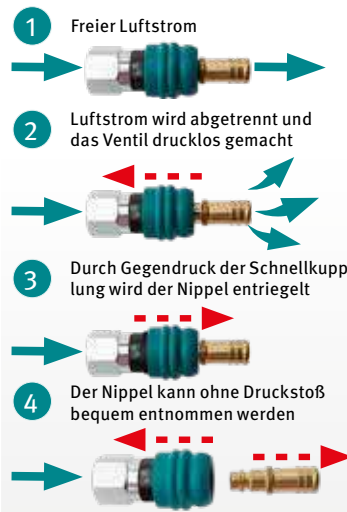 1
Freier Luftstrom
2
Luftstrom wird abgetrennt und
das Ventil drucklos gemacht
3
Durch Gegendruck der Schnellkupp
lung wird der Nippel entriegelt
4
Der Nippel kann ohne Druckstoß
bequem entnommen werden